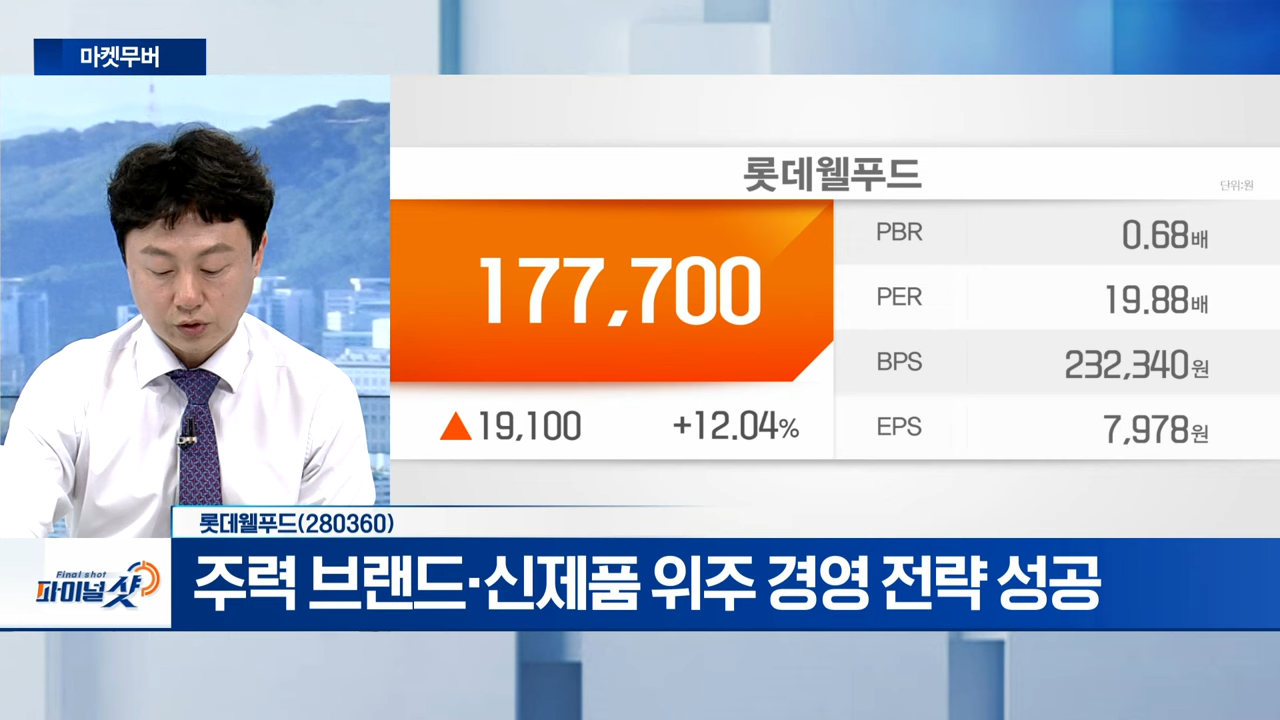 마켓무버
롯데웰푸드
단위:원
177,700
▲19,100 +12.04%
PBR 0.68배
PER 19.88배
BPS 232,340원
EPS 7,978원
롯데웰푸드(280360)
Final shot
파이널샷
주력 브랜드·신제품 위주 경영 전략 성공